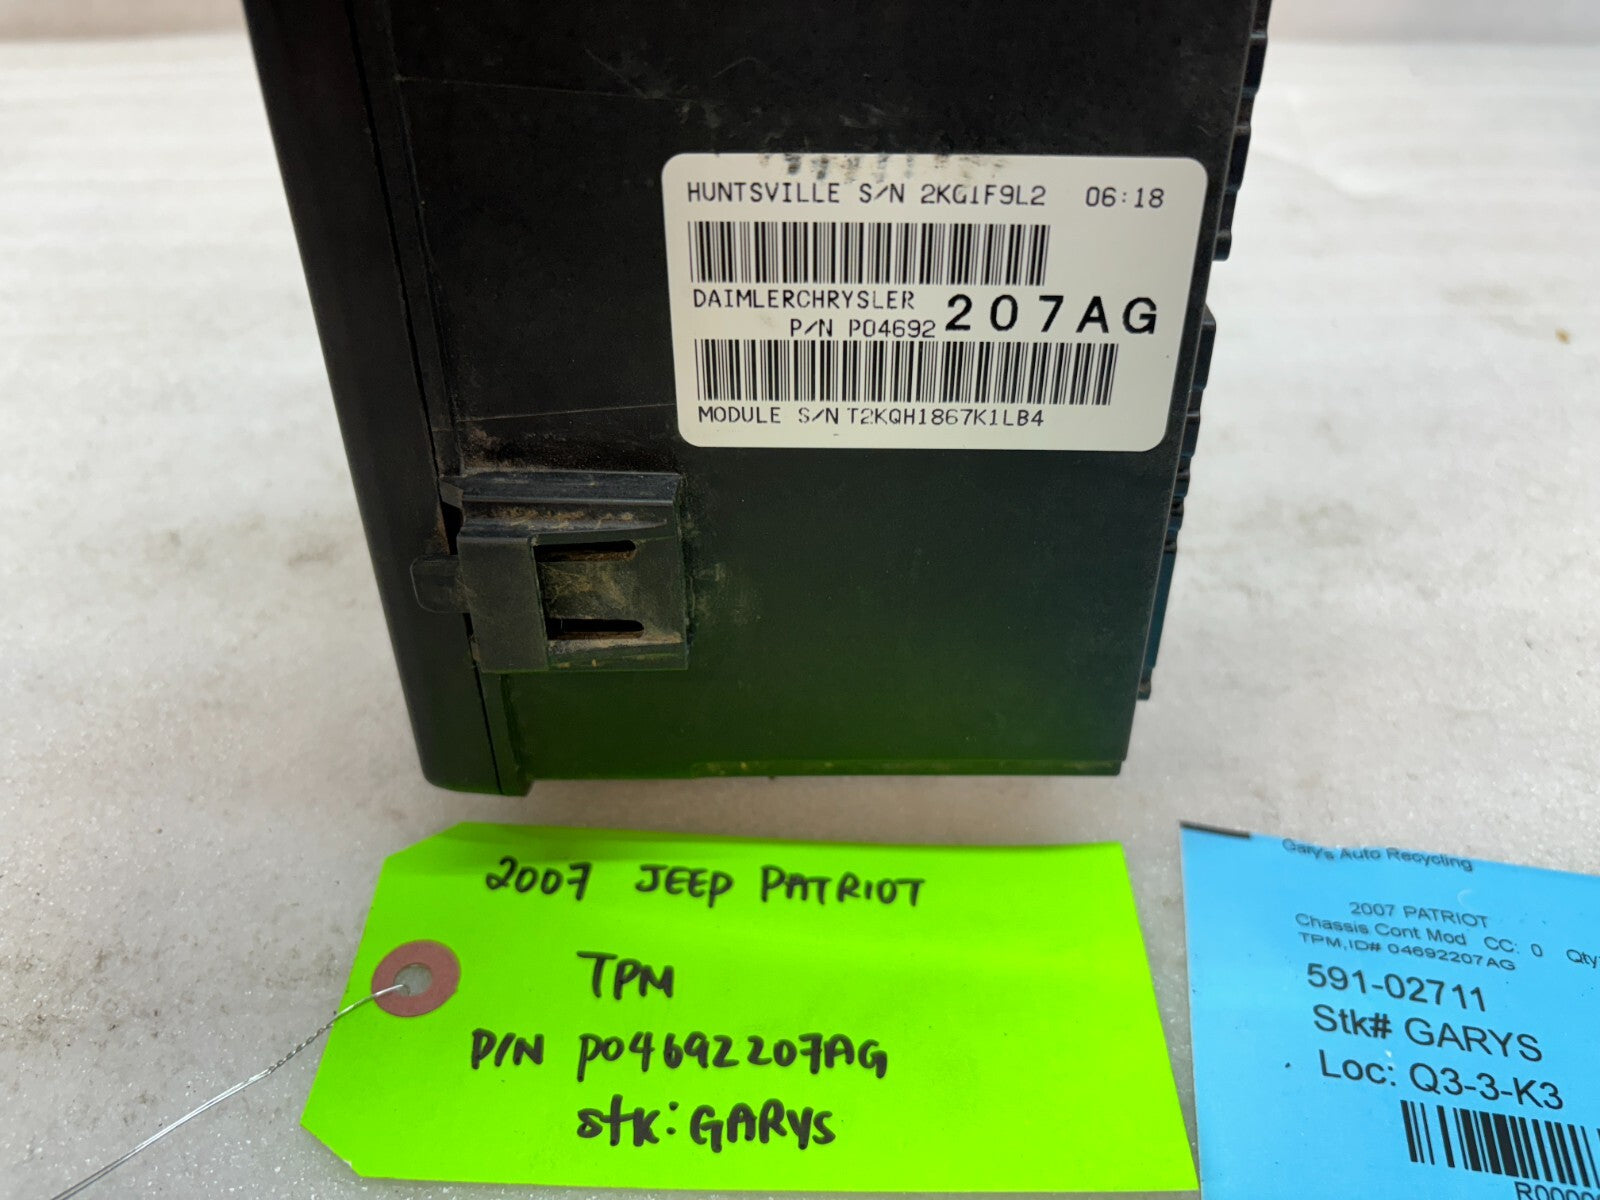 HUNTSVILLE S/N 2KG1F9L2 06:18
DAIMLERCHRYSLER
P/N P04692 207AG
MODULE S/N T2KQH1867K1LB4
2007 JEEP PATRIOT
TPM
P/N P04692207AG
stk: GARYS
Gary's Auto Recycling
2007 PATRIOT
Chassis Cont Mod CC: 0 Qty
TPM,ID# 04692207AG
591-02711
Stk# GARYS
Loc: Q3-3-K3